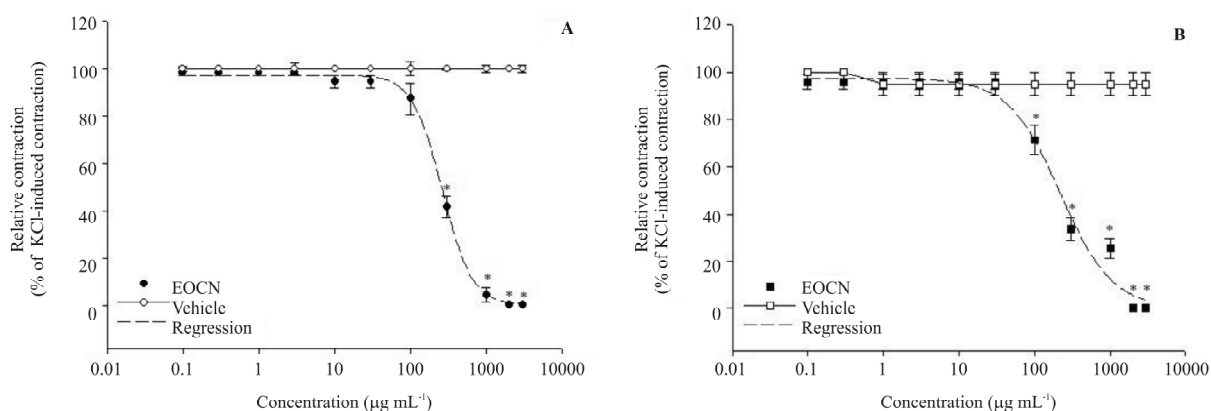 A
120
100
80
60
40
20
0
Relative contraction
(% of KCl-induced contraction)
*
*
* *
EOCN
Vehicle
Regression
0.01 0.1 1 10 100 1000 10000
Concentration (µg mL⁻¹)
B
120
100
80
60
40
20
0
Relative contraction
(% of KCl-induced contraction)
*
*
*
* *
EOCN
Vehicle
Regression
0.01 0.1 1 10 100 1000 10000
Concentration (µg mL⁻¹)